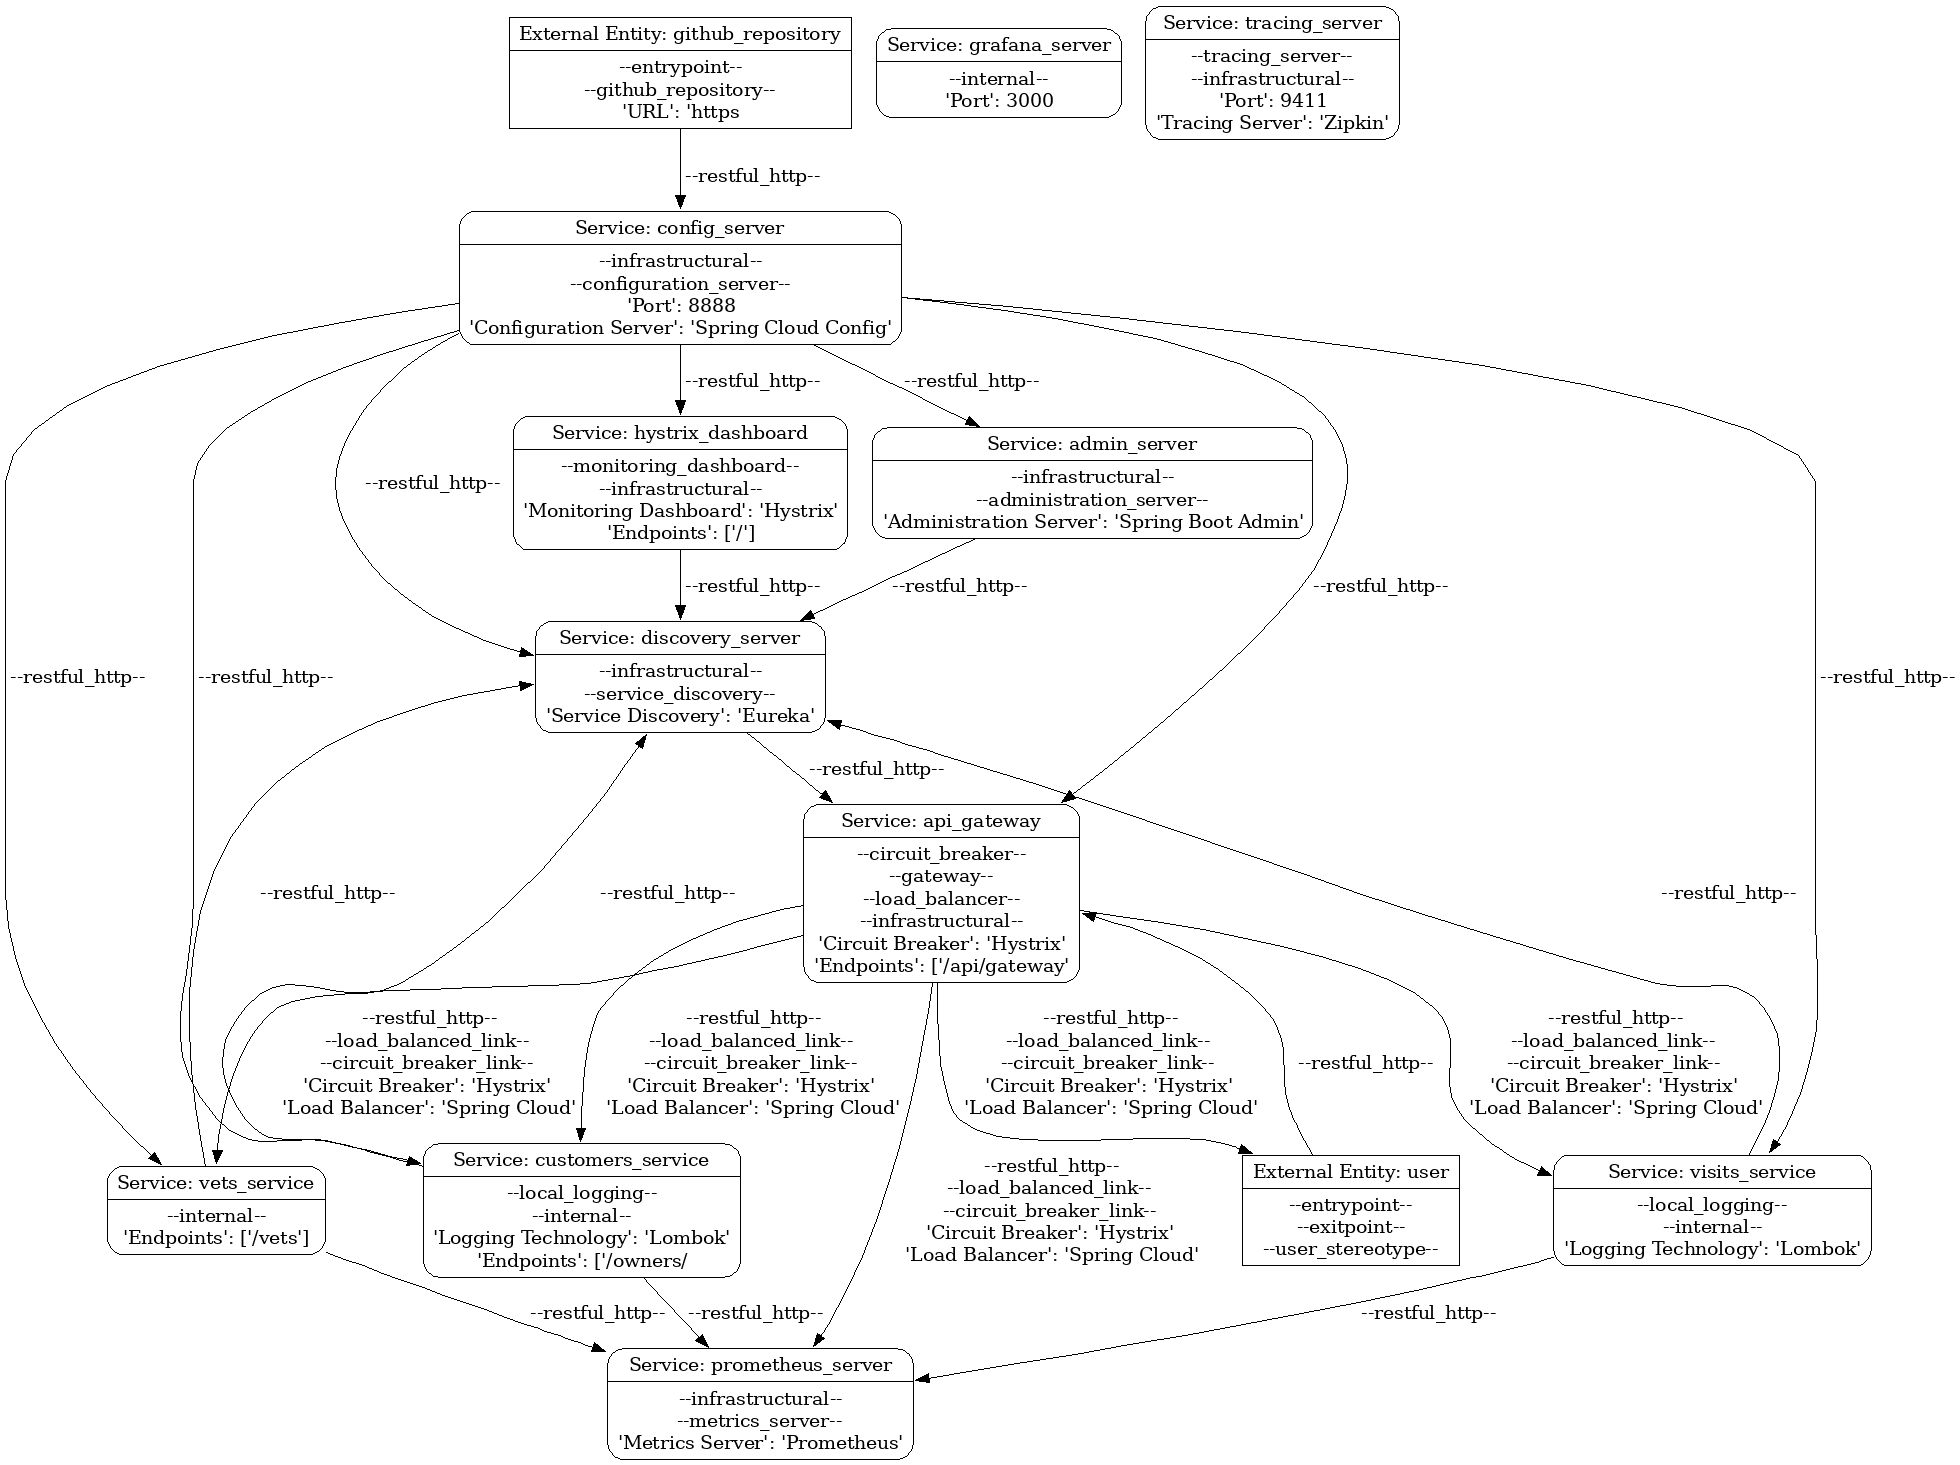 External Entity: github_repository
--entrypoint--
--github_repository--
'URL': 'https
Service: grafana_server
--internal--
'Port': 3000
Service: tracing_server
--tracing_server--
--infrastructural--
'Port': 9411
'Tracing Server': 'Zipkin'
--restful_http--
Service: config_server
--infrastructural--
--configuration_server--
'Port': 8888
'Configuration Server': 'Spring Cloud Config'
--restful_http--
--restful_http--
Service: hystrix_dashboard
--monitoring_dashboard--
--infrastructural--
'Monitoring Dashboard': 'Hystrix'
'Endpoints': ['/']
Service: admin_server
--infrastructural--
--administration_server--
'Administration Server': 'Spring Boot Admin'
--restful_http--
--restful_http--
--restful_http--
--restful_http--
Service: discovery_server
--infrastructural--
--service_discovery--
'Service Discovery': 'Eureka'
--restful_http--
--restful_http--
--restful_http--
--restful_http--
Service: api_gateway
--circuit_breaker--
--gateway--
--load_balancer--
--infrastructural--
'Circuit Breaker': 'Hystrix'
'Endpoints': ['/api/gateway'
--restful_http--
--restful_http--
--restful_http--
--restful_http--
--load_balanced_link--
--circuit_breaker_link--
'Circuit Breaker': 'Hystrix'
'Load Balancer': 'Spring Cloud'
--restful_http--
--load_balanced_link--
--circuit_breaker_link--
'Circuit Breaker': 'Hystrix'
'Load Balancer': 'Spring Cloud'
--restful_http--
--load_balanced_link--
--circuit_breaker_link--
'Circuit Breaker': 'Hystrix'
'Load Balancer': 'Spring Cloud'
--restful_http--
--restful_http--
--load_balanced_link--
--circuit_breaker_link--
'Circuit Breaker': 'Hystrix'
'Load Balancer': 'Spring Cloud'
Service: vets_service
--internal--
'Endpoints': ['/vets']
Service: customers_service
--local_logging--
--internal--
'Logging Technology': 'Lombok'
'Endpoints': ['/owners/
--restful_http--
--load_balanced_link--
--circuit_breaker_link--
'Circuit Breaker': 'Hystrix'
'Load Balancer': 'Spring Cloud'
External Entity: user
--entrypoint--
--exitpoint--
--user_stereotype--
Service: visits_service
--local_logging--
--internal--
'Logging Technology': 'Lombok'
--restful_http--
--restful_http--
--restful_http--
Service: prometheus_server
--infrastructural--
--metrics_server--
'Metrics Server': 'Prometheus'